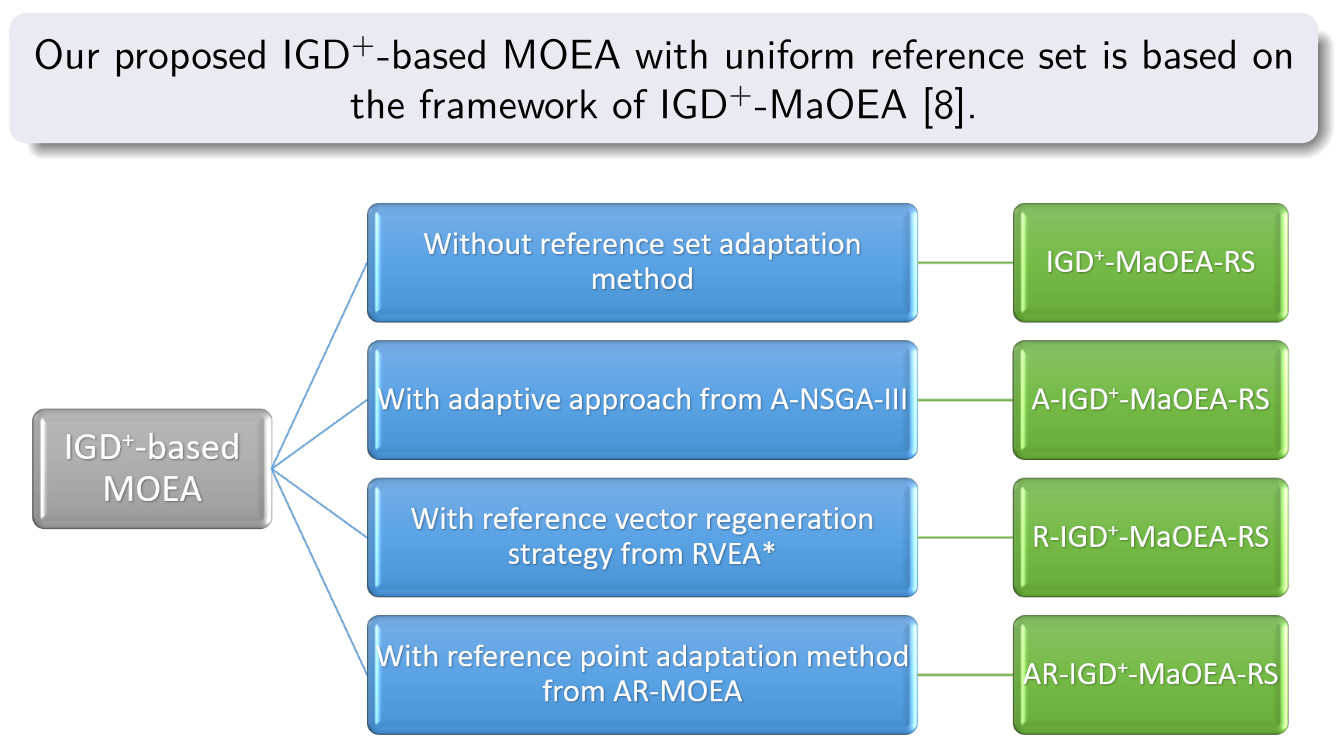 Our proposed IGD⁺-based MOEA with uniform reference set is based on
the framework of IGD⁺-MaOEA [8].
IGD⁺-based
MOEA
Without reference set adaptation
method
IGD⁺-MaOEA-RS
With adaptive approach from A-NSGA-III
A-IGD⁺-MaOEA-RS
With reference vector regeneration
strategy from RVEA*
R-IGD⁺-MaOEA-RS
With reference point adaptation method
from AR-MOEA
AR-IGD⁺-MaOEA-RS